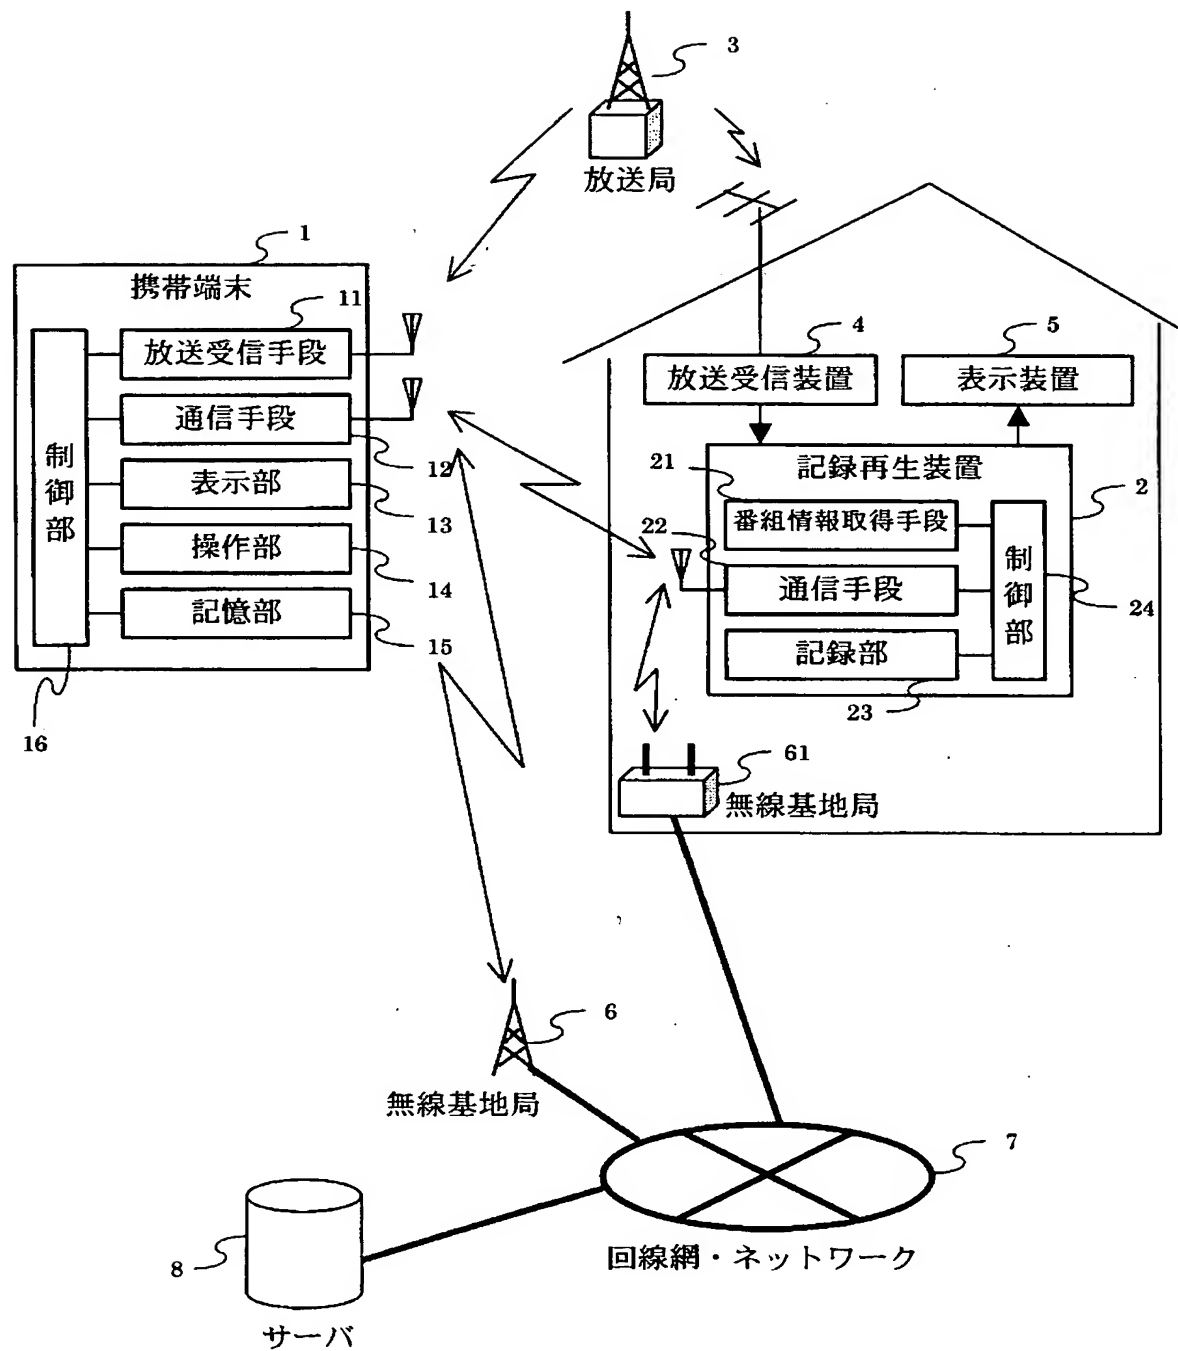 3
放送局
1
携帯端末
11
放送受信手段
通信手段
12
表示部
13
操作部
14
記憶部
15
制御部
16
4
放送受信装置
5
表示装置
記録再生装置
2
21
番組情報取得手段
22
通信手段
記録部
23
制御部
24
61
無線基地局
6
無線基地局
7
回線網・ネットワーク
8
サーバ